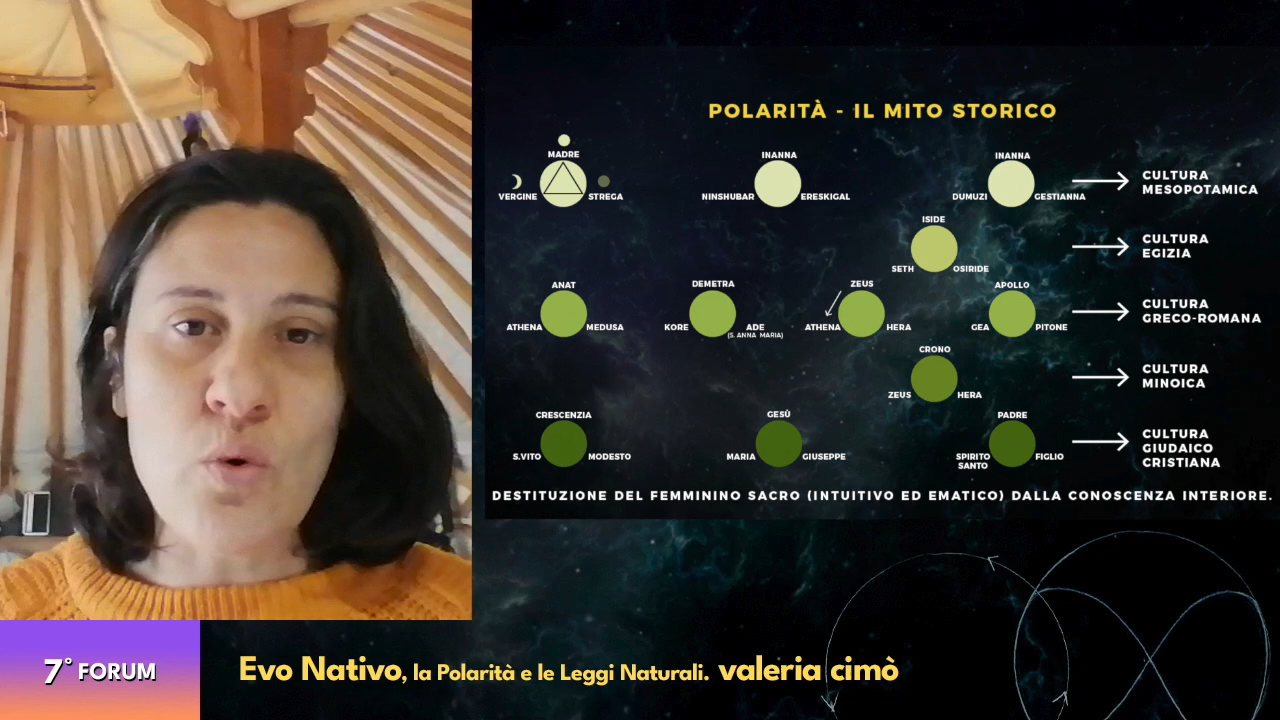 POLARITÀ - IL MITO STORICO
MADRE
VERGINE
STREGA
INANNA
NINSHUBAR
ERESKIGAL
INANNA
DUMUZI
GESTIANNA
CULTURA
MESOPOTAMICA
ISIDE
SETH
OSIRIDE
CULTURA
EGIZIA
ANAT
ATHENA
MEDUSA
DEMETRA
KORE
ADE
(S. ANNA MARIA)
ZEUS
ATHENA
HERA
APOLLO
GEA
PITONE
CULTURA
GRECO-ROMANA
CRONO
ZEUS
HERA
CULTURA
MINOICA
CRESCENZIA
S.VITO
MODESTO
GESÙ
MARIA
GIUSEPPE
PADRE
SPIRITO
SANTO
FIGLIO
CULTURA
GIUDAICO
CRISTIANA
DESTITUZIONE DEL FEMMININO SACRO (INTUITIVO ED EMATICO) DALLA CONOSCENZA INTERIORE.
7° FORUM
Evo Nativo, la Polarità e le Leggi Naturali. valeria cimò